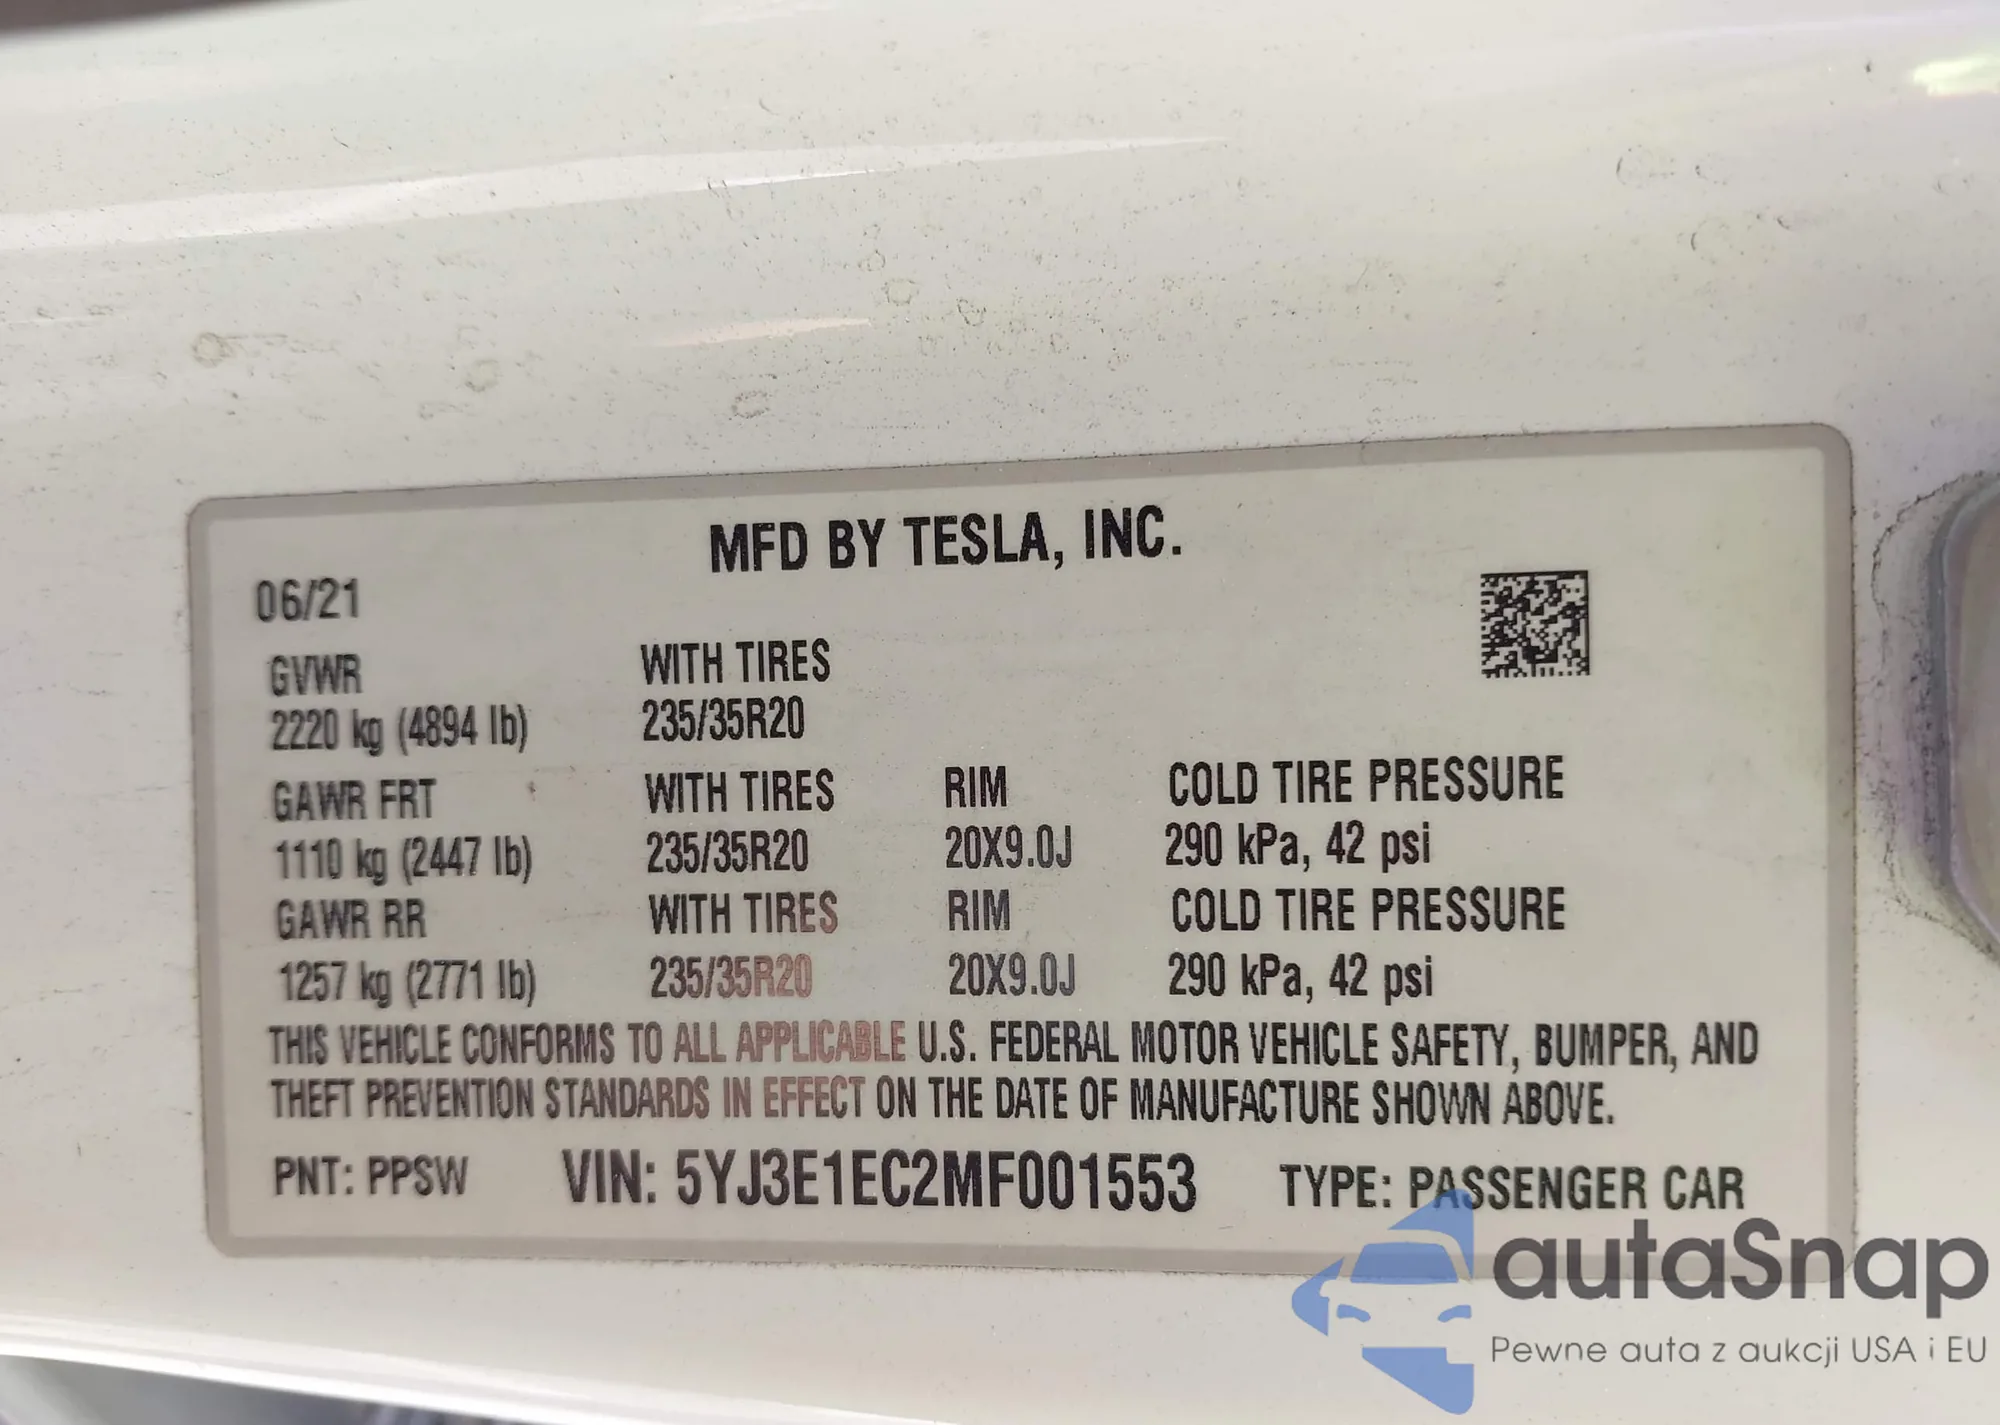 MFD BY TESLA, INC.
06/21
GVWR WITH TIRES
2220 kg (4894 lb) 235/35R20
GAWR FRT WITH TIRES RIM COLD TIRE PRESSURE
1110 kg (2447 lb) 235/35R20 20X9.0J 290 kPa, 42 psi
GAWR RR WITH TIRES RIM COLD TIRE PRESSURE
1257 kg (2771 lb) 235/35R20 20X9.0J 290 kPa, 42 psi
THIS VEHICLE CONFORMS TO ALL APPLICABLE U.S. FEDERAL MOTOR VEHICLE SAFETY, BUMPER, AND
THEFT PREVENTION STANDARDS IN EFFECT ON THE DATE OF MANUFACTURE SHOWN ABOVE.
PNT: PPSW VIN: 5YJ3E1EC2MF001553 TYPE: PASSENGER CAR
autaSnap
Pewne auta z aukcji USA i EU